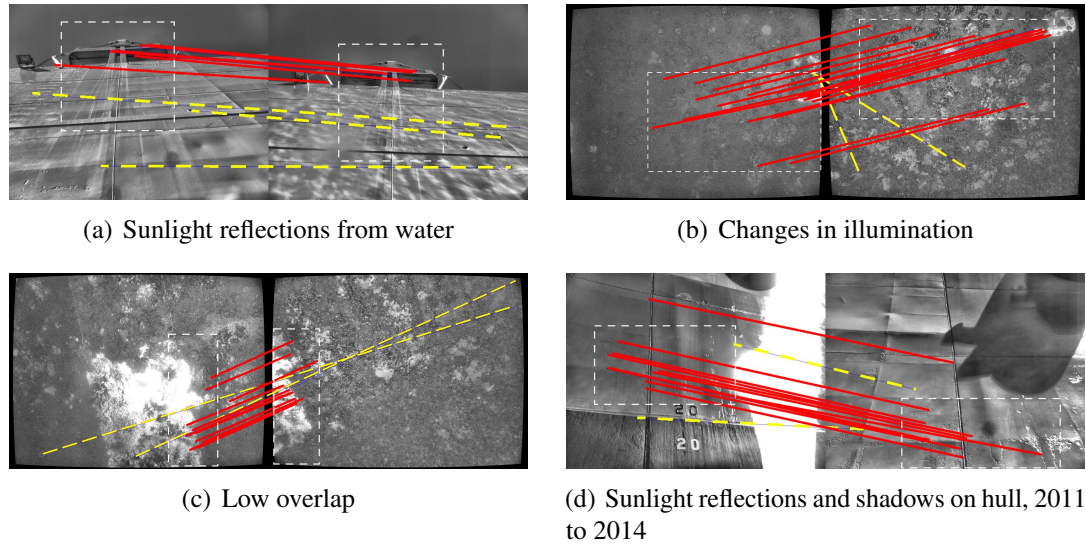 (a) Sunlight reflections from water
(b) Changes in illumination
20
20
(c) Low overlap
(d) Sunlight reflections and shadows on hull, 2011
to 2014